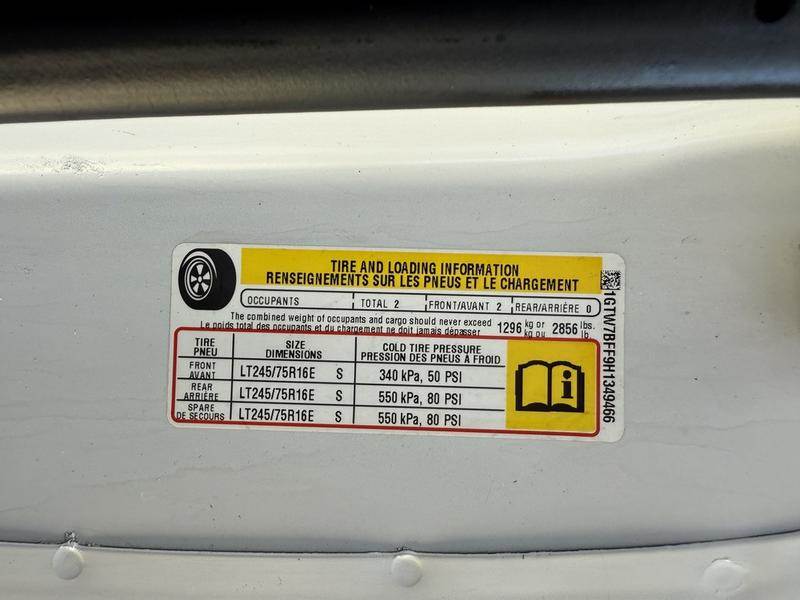 TIRE AND LOADING INFORMATION
RENSEIGNEMENTS SUR LES PNEUS ET LE CHARGEMENT
OCCUPANTS TOTAL 2 FRONT/AVANT 2 REAR/ARRIÈRE 0
The combined weight of occupants and cargo should never exceed 1296 kg or 2856 lbs.
Le poids total des occupants et du chargement ne doit jamais dépasser kg ou lb.
TIRE SIZE COLD TIRE PRESSURE
PNEU DIMENSIONS PRESSION DES PNEUS À FROID
FRONT
AVANT LT245/75R16E S 340 kPa, 50 PSI
REAR
ARRIÈRE LT245/75R16E S 550 kPa, 80 PSI
SPARE
DE SECOURS LT245/75R16E S 550 kPa, 80 PSI
1GTW7BFF9H1349466